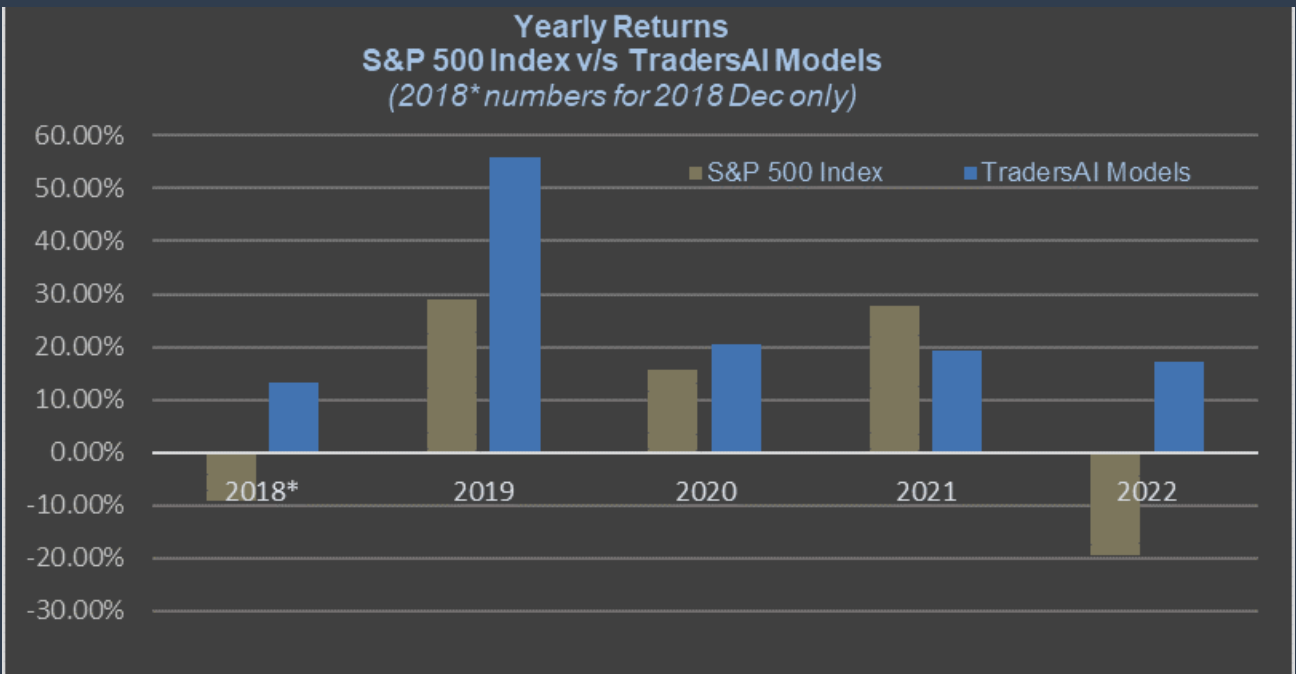 Yearly Returns
S&P 500 Index v/s TradersAI Models
(2018* numbers for 2018 Dec only)
60.00%
S&P 500 Index TradersAI Models
50.00%
40.00%
30.00%
20.00%
10.00%
0.00%
2018* 2019 2020 2021 2022
-10.00%
-20.00%
-30.00%